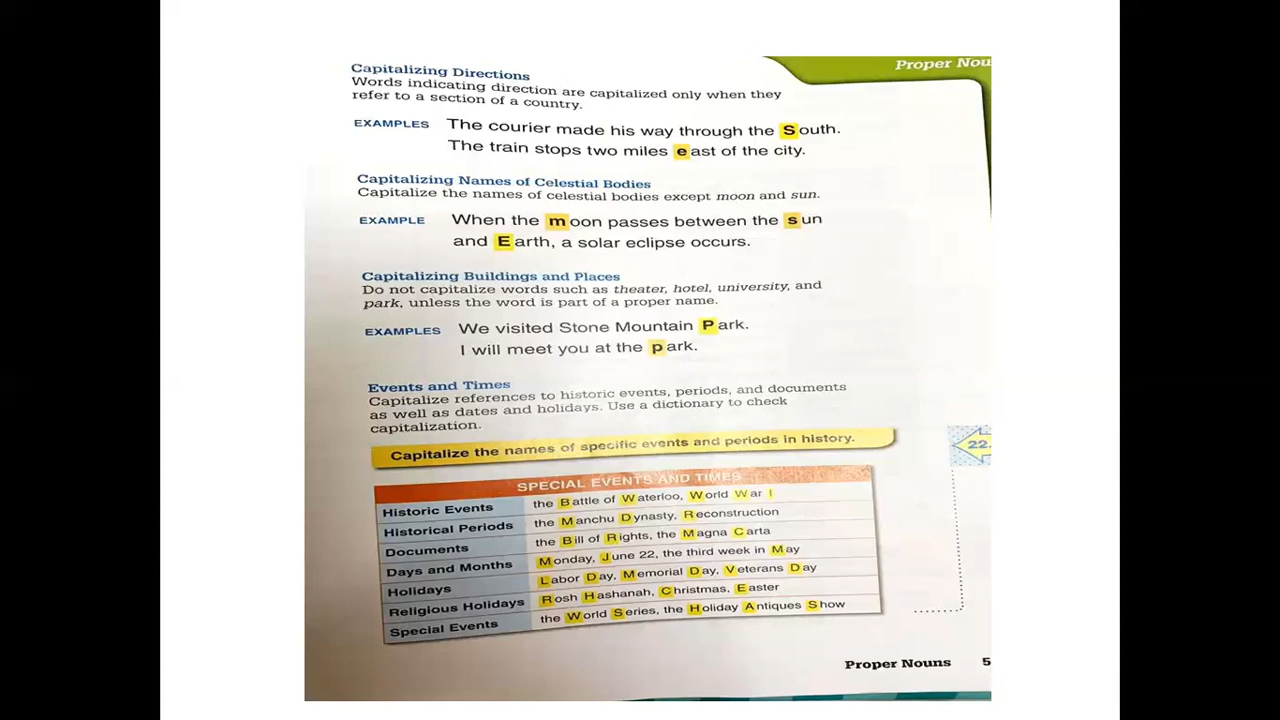 Proper Nou
Capitalizing Directions
Words indicating direction are capitalized only when they
refer to a section of a country.
EXAMPLES The courier made his way through the South.
The train stops two miles east of the city.
Capitalizing Names of Celestial Bodies
Capitalize the names of celestial bodies except moon and sun.
EXAMPLE When the moon passes between the sun
and Earth, a solar eclipse occurs.
Capitalizing Buildings and Places
Do not capitalize words such as theater, hotel, university, and
park, unless the word is part of a proper name.
EXAMPLES We visited Stone Mountain Park.
I will meet you at the park.
Events and Times
Capitalize references to historic events, periods, and documents
as well as dates and holidays. Use a dictionary to check
capitalization.
Capitalize the names of specific events and periods in history.
22.
SPECIAL EVENTS AND TIMES
Historic Events the Battle of Waterloo, World War I
Historical Periods the Manchu Dynasty, Reconstruction
Documents the Bill of Rights, the Magna Carta
Days and Months Monday, June 22, the third week in May
Holidays Labor Day, Memorial Day, Veterans Day
Religious Holidays Rosh Hashanah, Christmas, Easter
Special Events the World Series, the Holiday Antiques Show
Proper Nouns 5